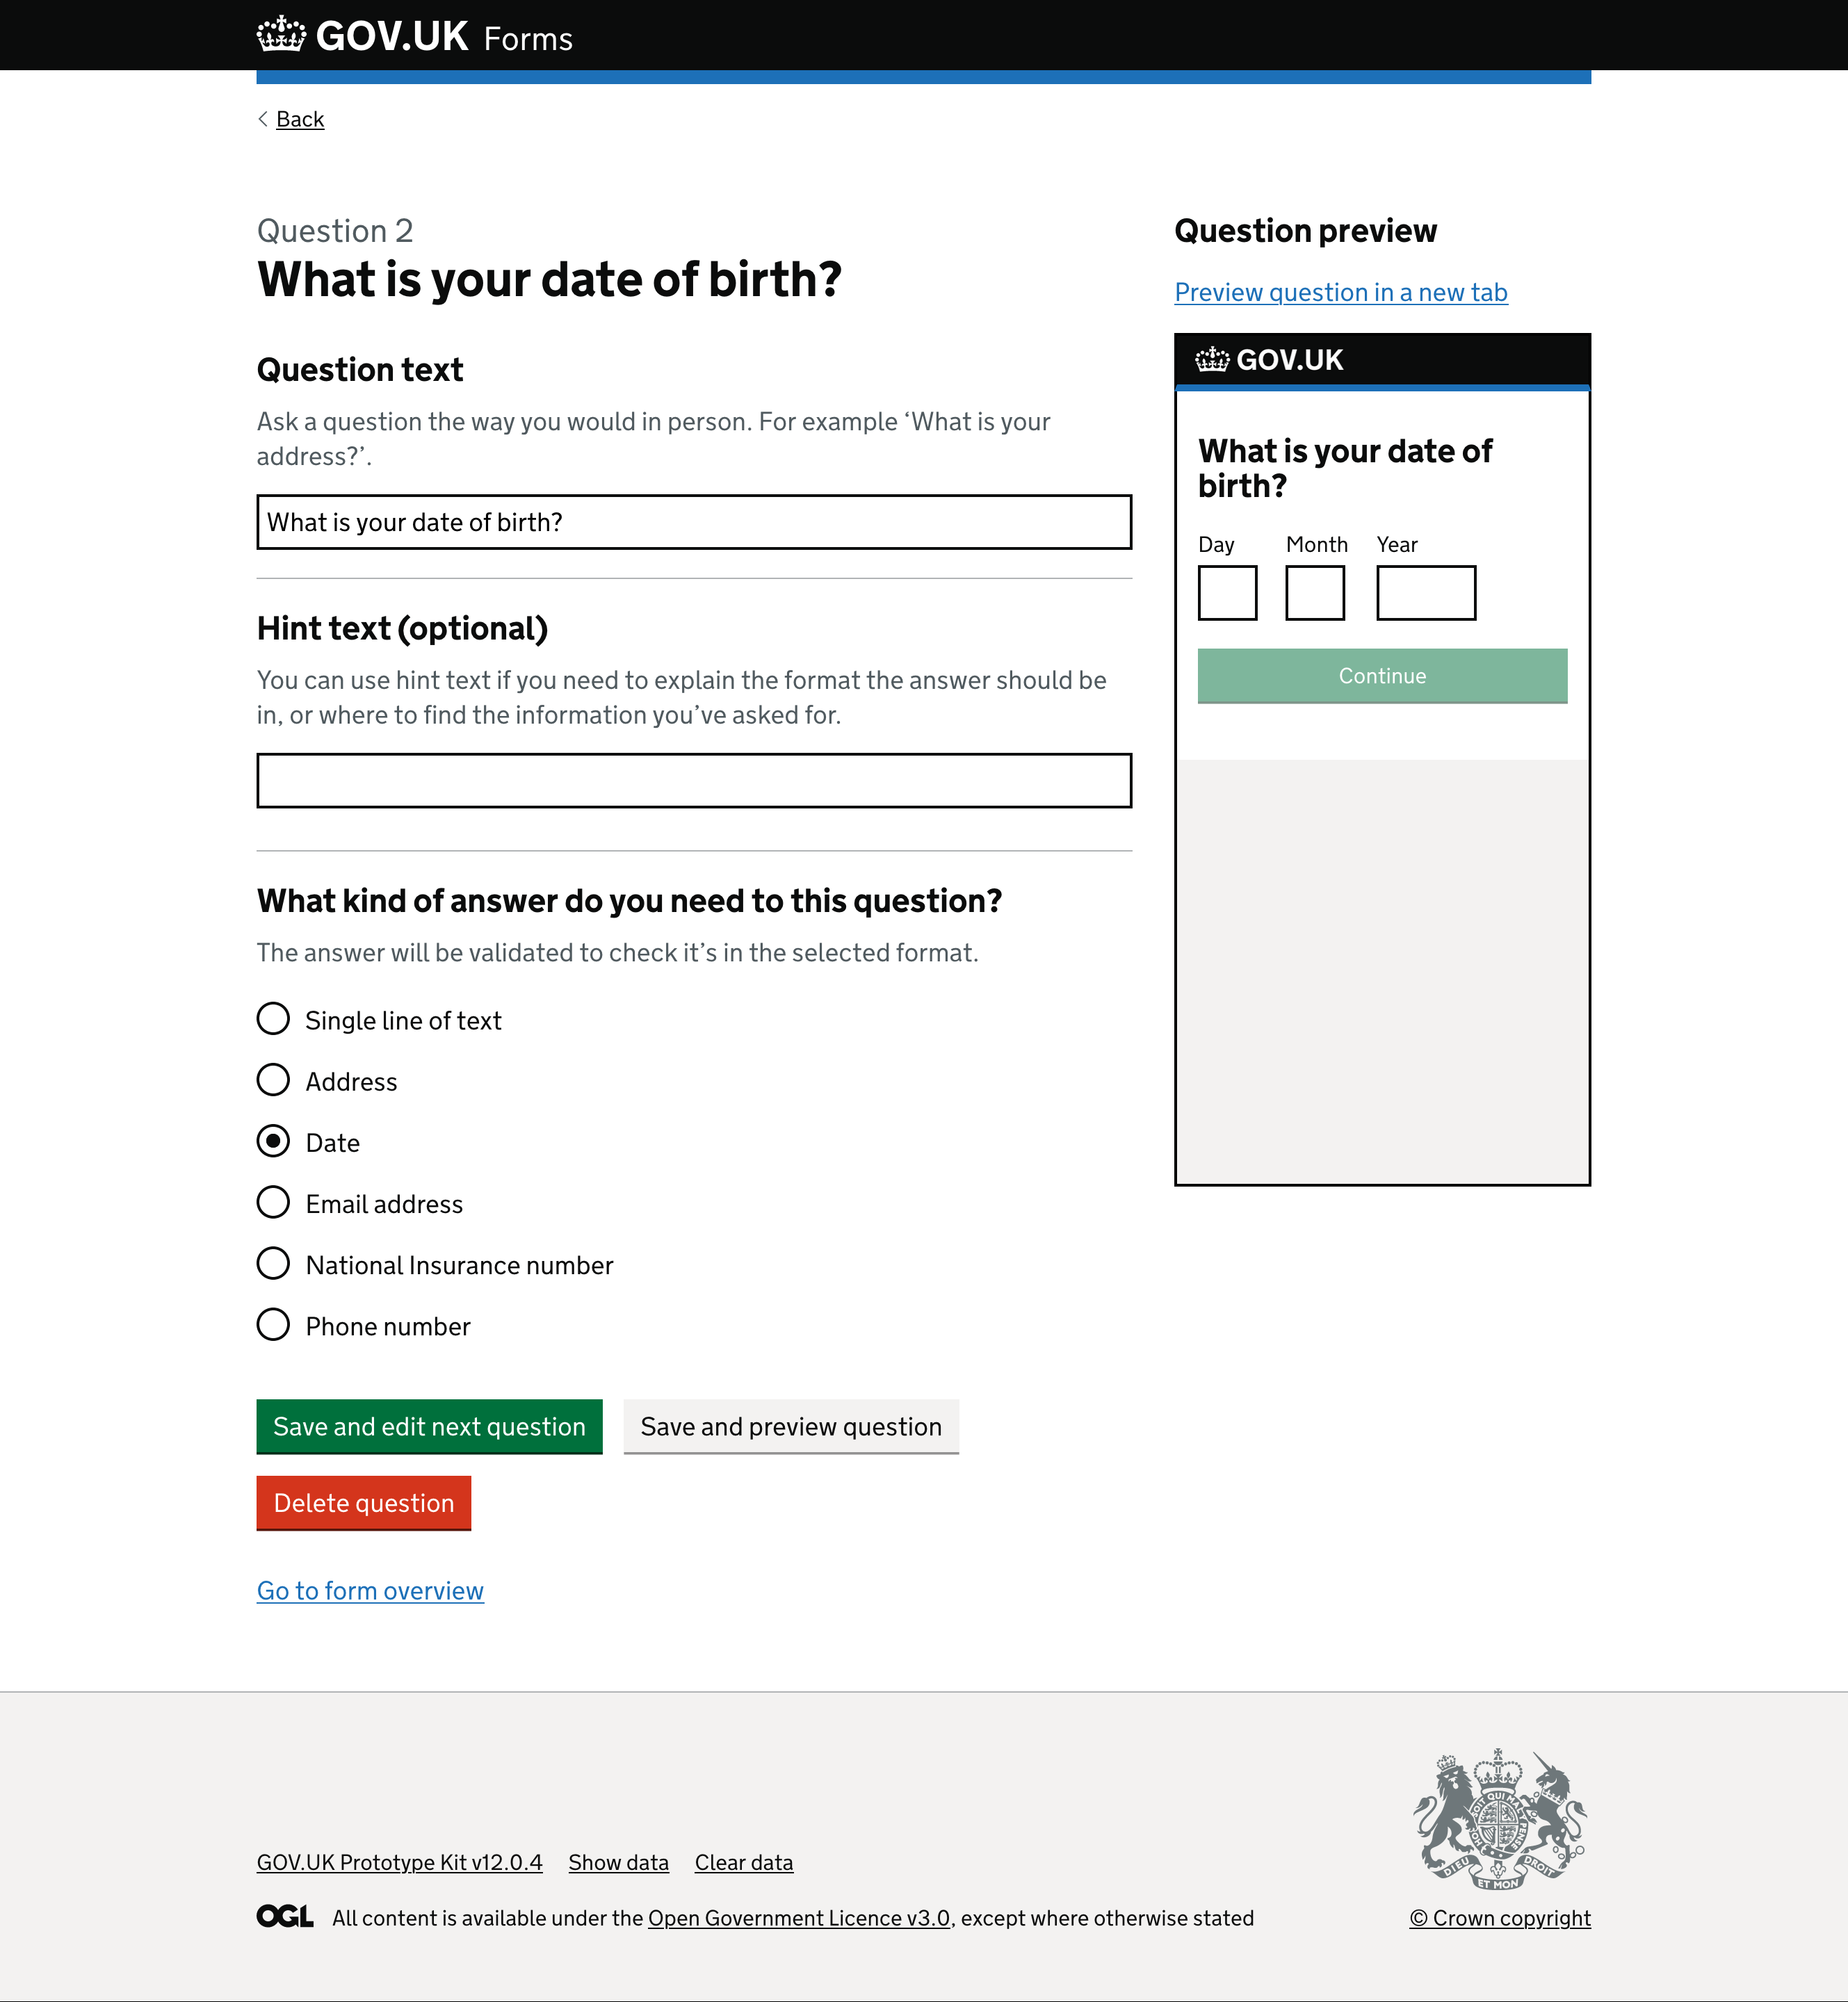 GOV.UK Forms
Back
Question 2
What is your date of birth?
Question text
Ask a question the way you would in person. For example ‘What is your
address?’.
What is your date of birth?
Hint text (optional)
You can use hint text if you need to explain the format the answer should be
in, or where to find the information you’ve asked for.
What kind of answer do you need to this question?
The answer will be validated to check it’s in the selected format.
Single line of text
Address
Date
Email address
National Insurance number
Phone number
Save and edit next question
Save and preview question
Delete question
Go to form overview
Question preview
Preview question in a new tab
GOV.UK
What is your date of
birth?
Day Month Year
Continue
GOV.UK Prototype Kit v12.0.4 Show data Clear data
OGL All content is available under the Open Government Licence v3.0, except where otherwise stated
DIEU ET MON DROIT
© Crown copyright